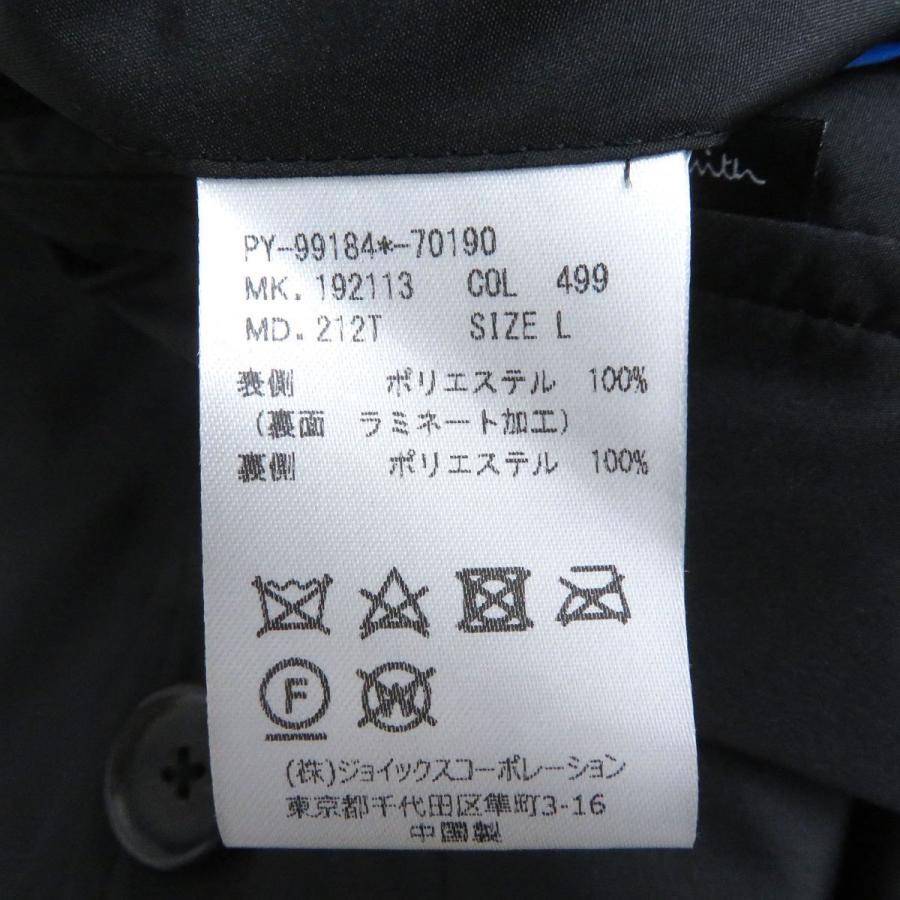 PY-99184*-70190
MK. 192113 COL 499
MD. 212T SIZE L
表側 ポリエステル 100%
(裏面 ラミネート加工)
裏側 ポリエステル 100%
F
W
(株)ジョイックスコーポレーション
東京都千代田区隼町3-16
中国製